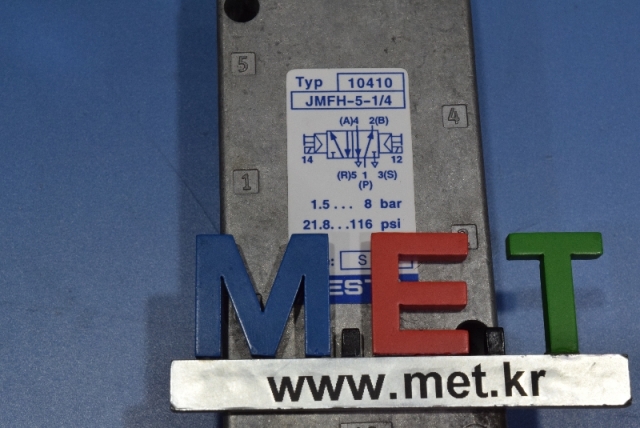 5
Typ 10410
JMFH-5-1/4
4
(A)4 2(B)
14 12
1
(R)5 1 3(S)
(P)
1.5... 8 bar
21.8...116 psi
: S
EST
M.E.T
www.met.kr